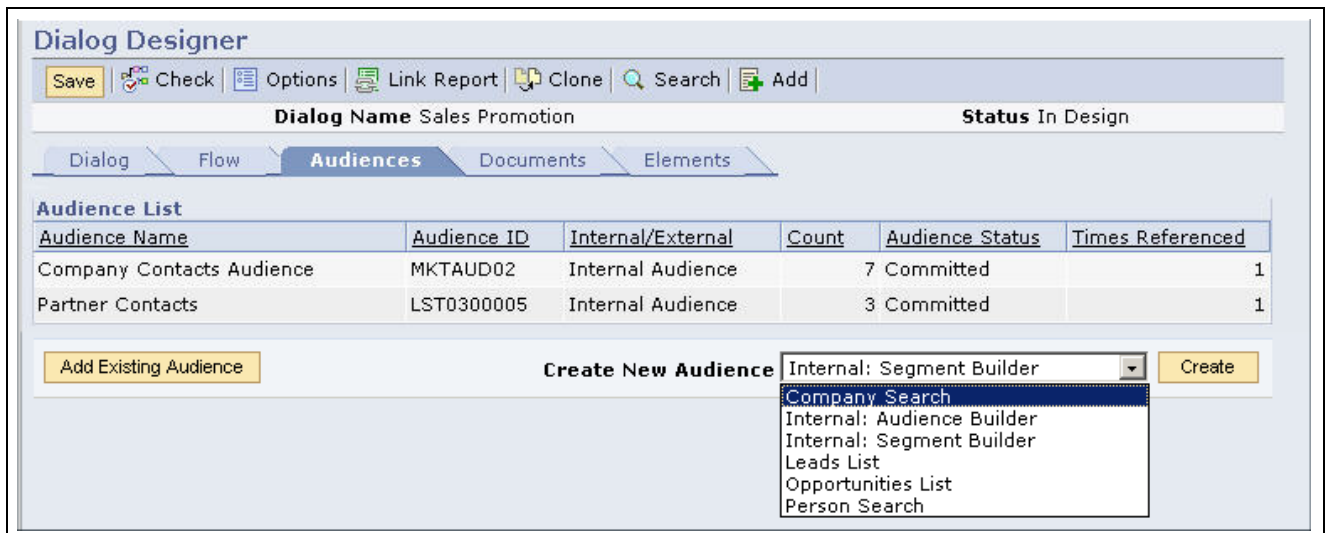 Dialog Designer
Save Check Options Link Report Clone Search Add
Dialog Name Sales Promotion Status In Design
Dialog Flow Audiences Documents Elements
Audience List
Audience Name Audience ID Internal/External Count Audience Status Times Referenced
Company Contacts Audience MKTAUD02 Internal Audience 7 Committed 1
Partner Contacts LST0300005 Internal Audience 3 Committed 1
Add Existing Audience Create New Audience Internal: Segment Builder Create
Company Search
Internal: Audience Builder
Internal: Segment Builder
Leads List
Opportunities List
Person Search